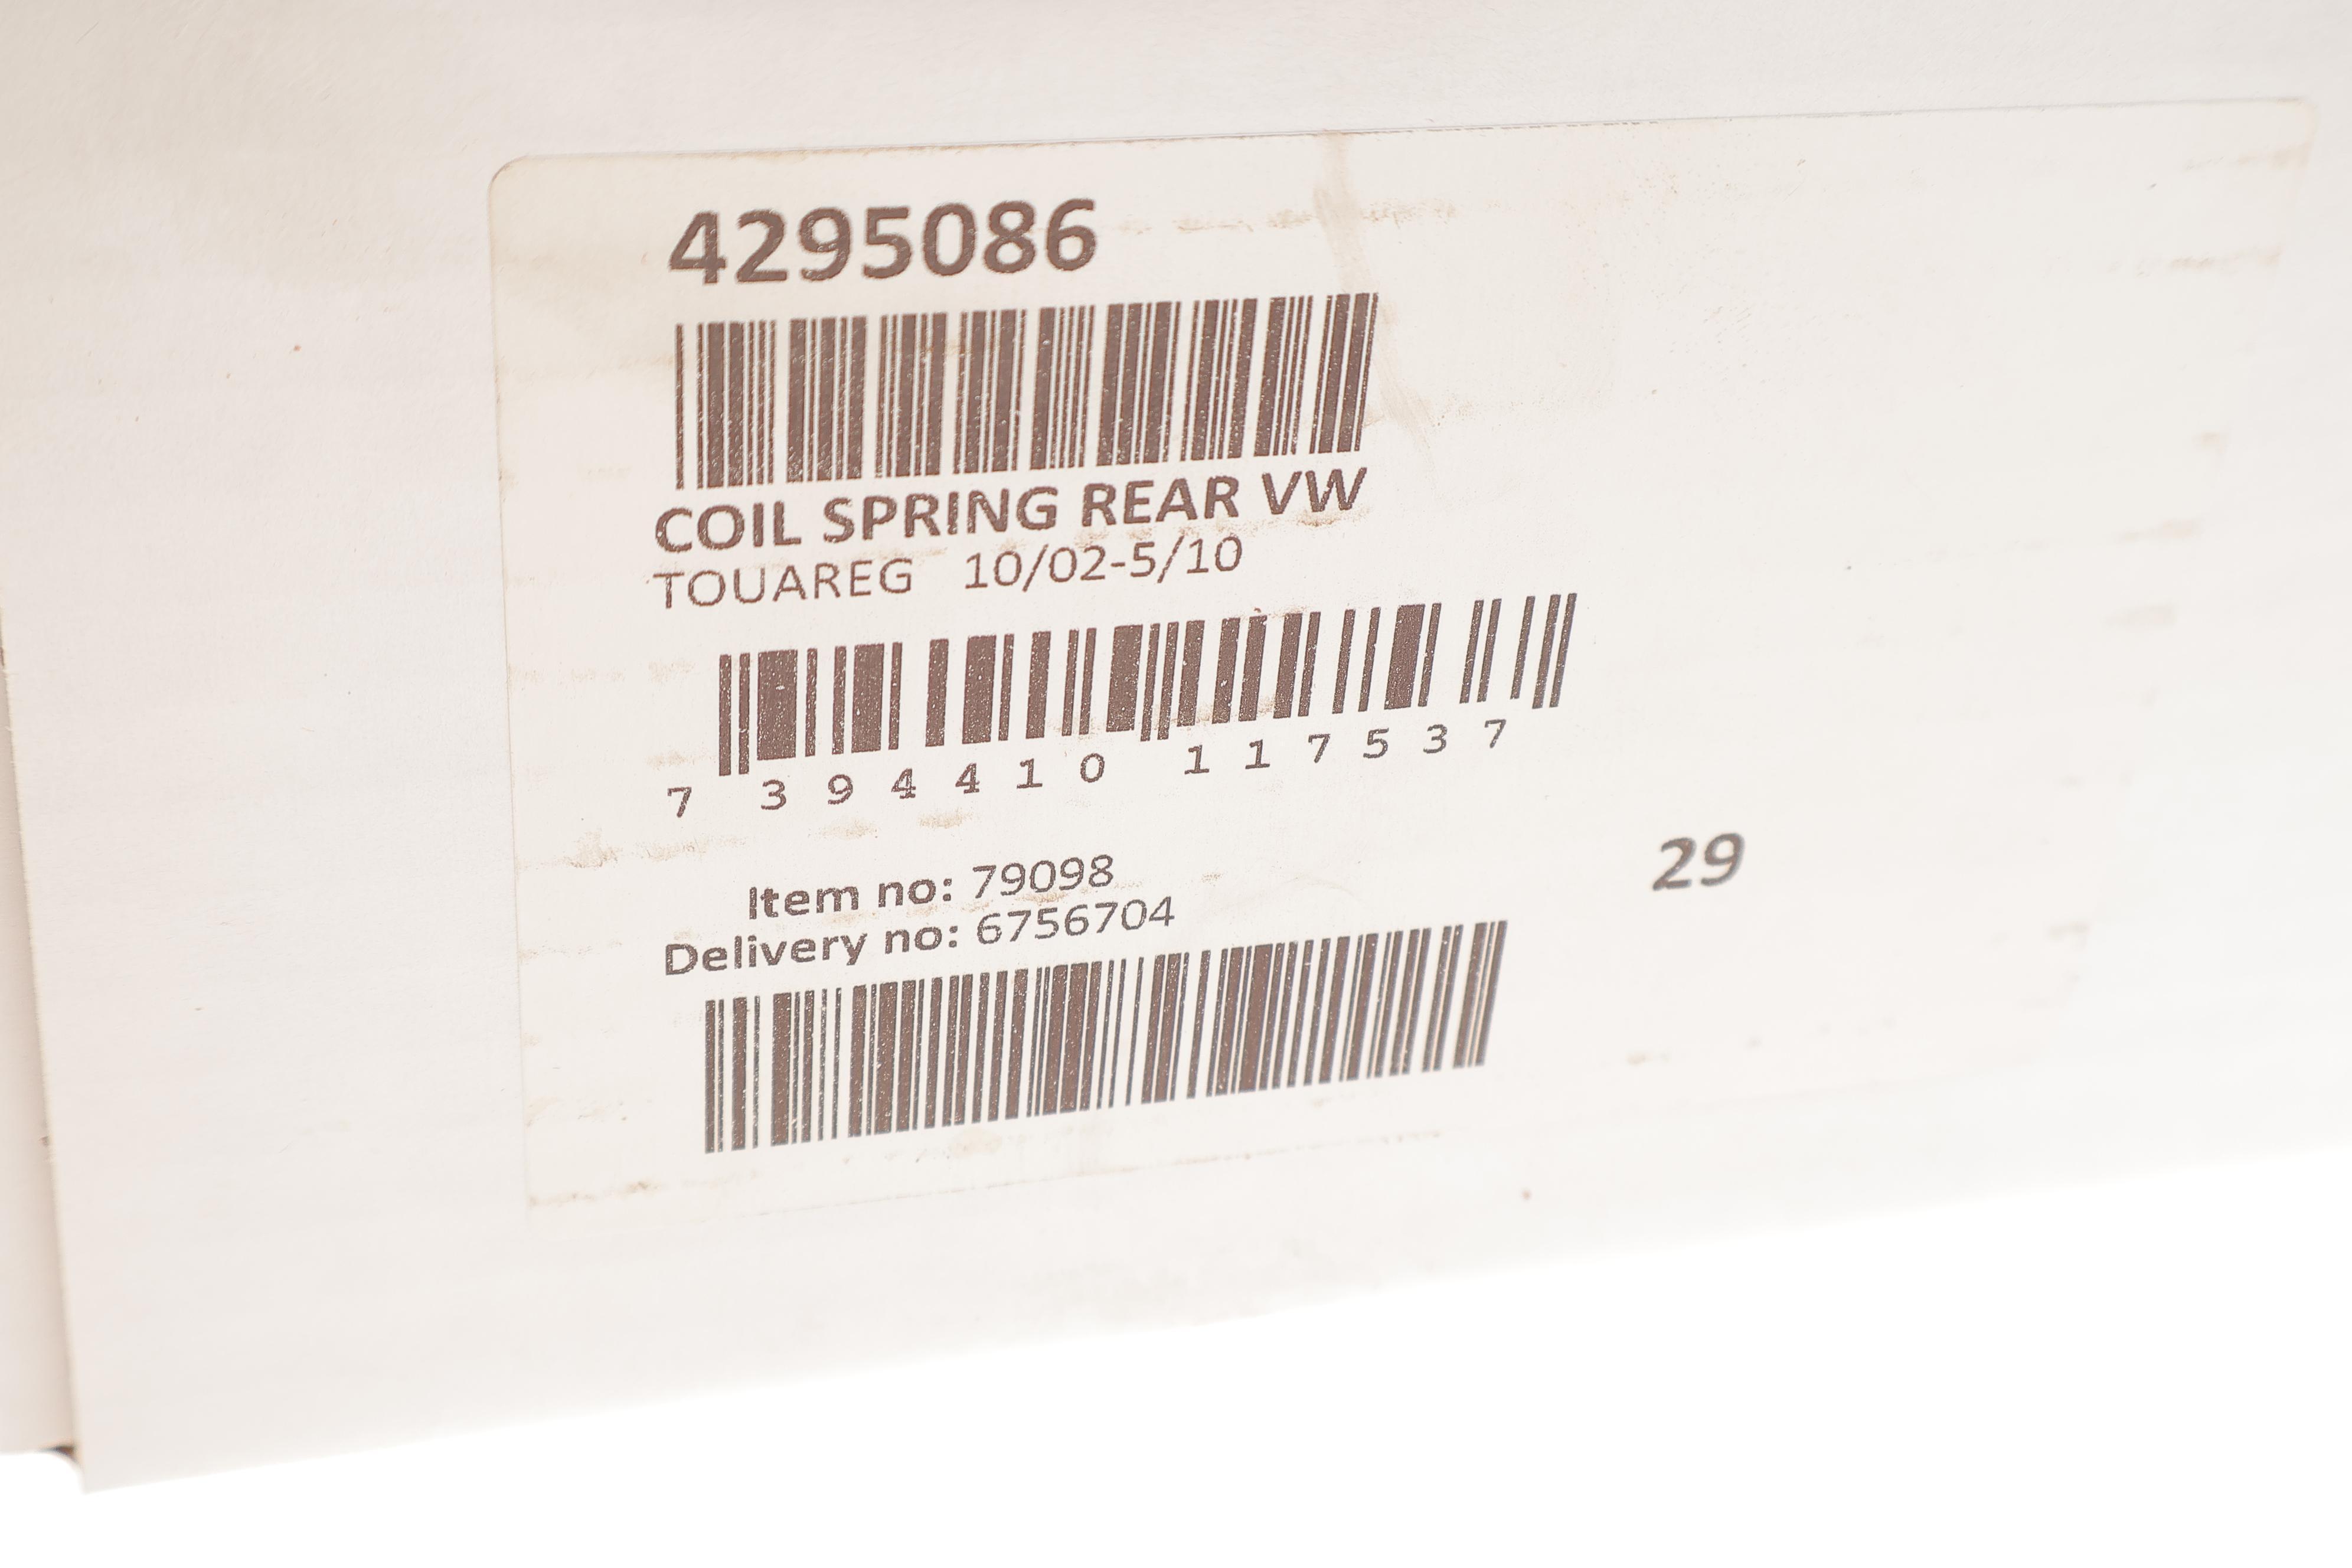 4295086
COIL SPRING REAR VW
TOUAREG 10/02-5/10
7 394410 117537
Item no: 79098
29
Delivery no: 6756704